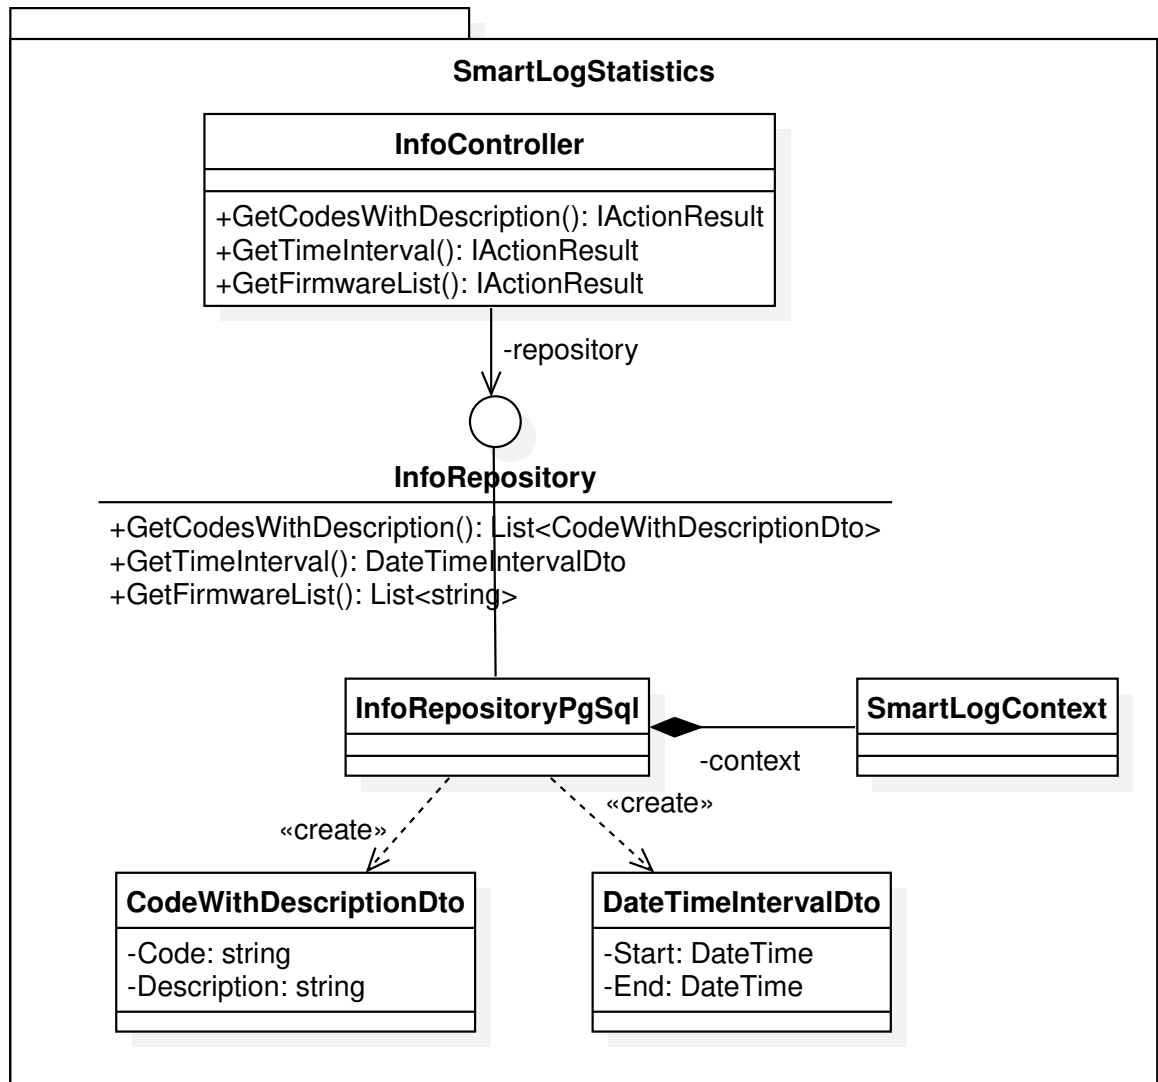 SmartLogStatistics
InfoController
+GetCodesWithDescription(): IActionResult
+GetTimeInterval(): IActionResult
+GetFirmwareList(): IActionResult
-repository
InfoRepository
+GetCodesWithDescription(): List<CodeWithDescriptionDto>
+GetTimeInterval(): DateTimeIntervalDto
+GetFirmwareList(): List<string>
InfoRepositoryPgSql
SmartLogContext
-context
«create»
«create»
CodeWithDescriptionDto
-Code: string
-Description: string
DateTimeIntervalDto
-Start: DateTime
-End: DateTime